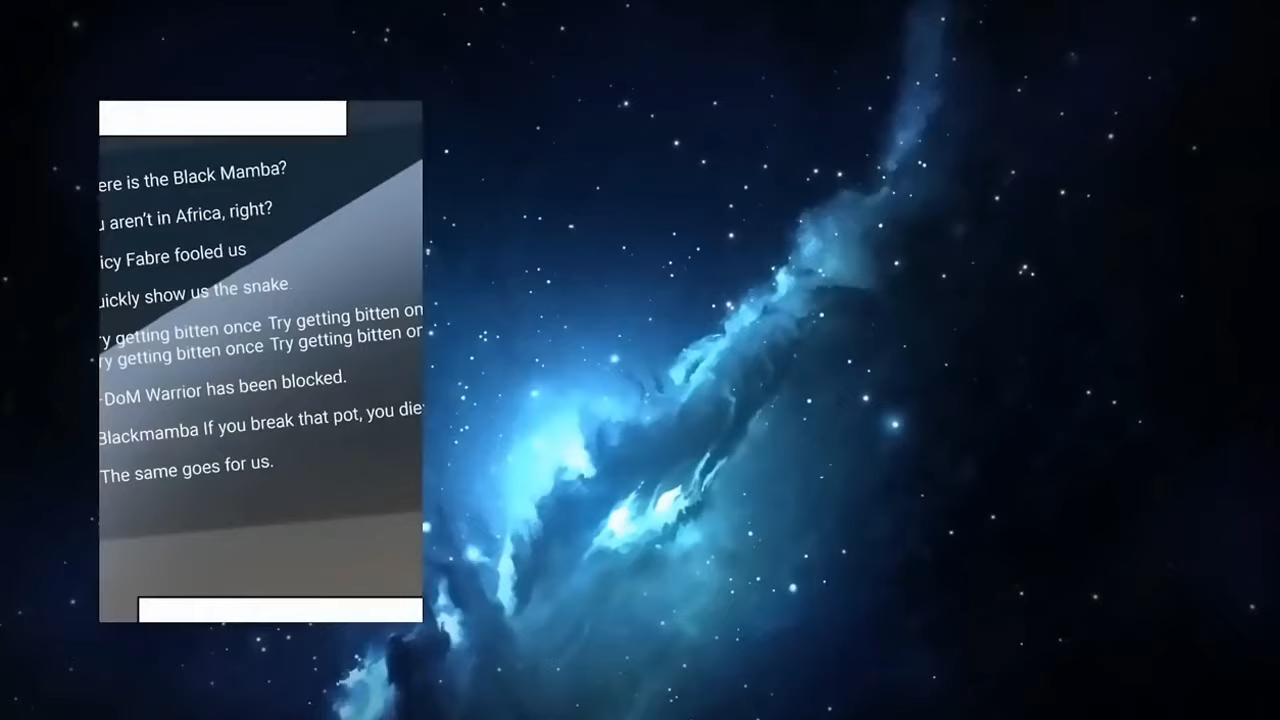 ere is the Black Mamba?
u aren't in Africa, right?
icy Fabre fooled us
uickly show us the snake
ry getting bitten once Try getting bitten on
ry getting bitten once Try getting bitten or
-DoM Warrior has been blocked.
Blackmamba If you break that pot, you die
The same goes for us.